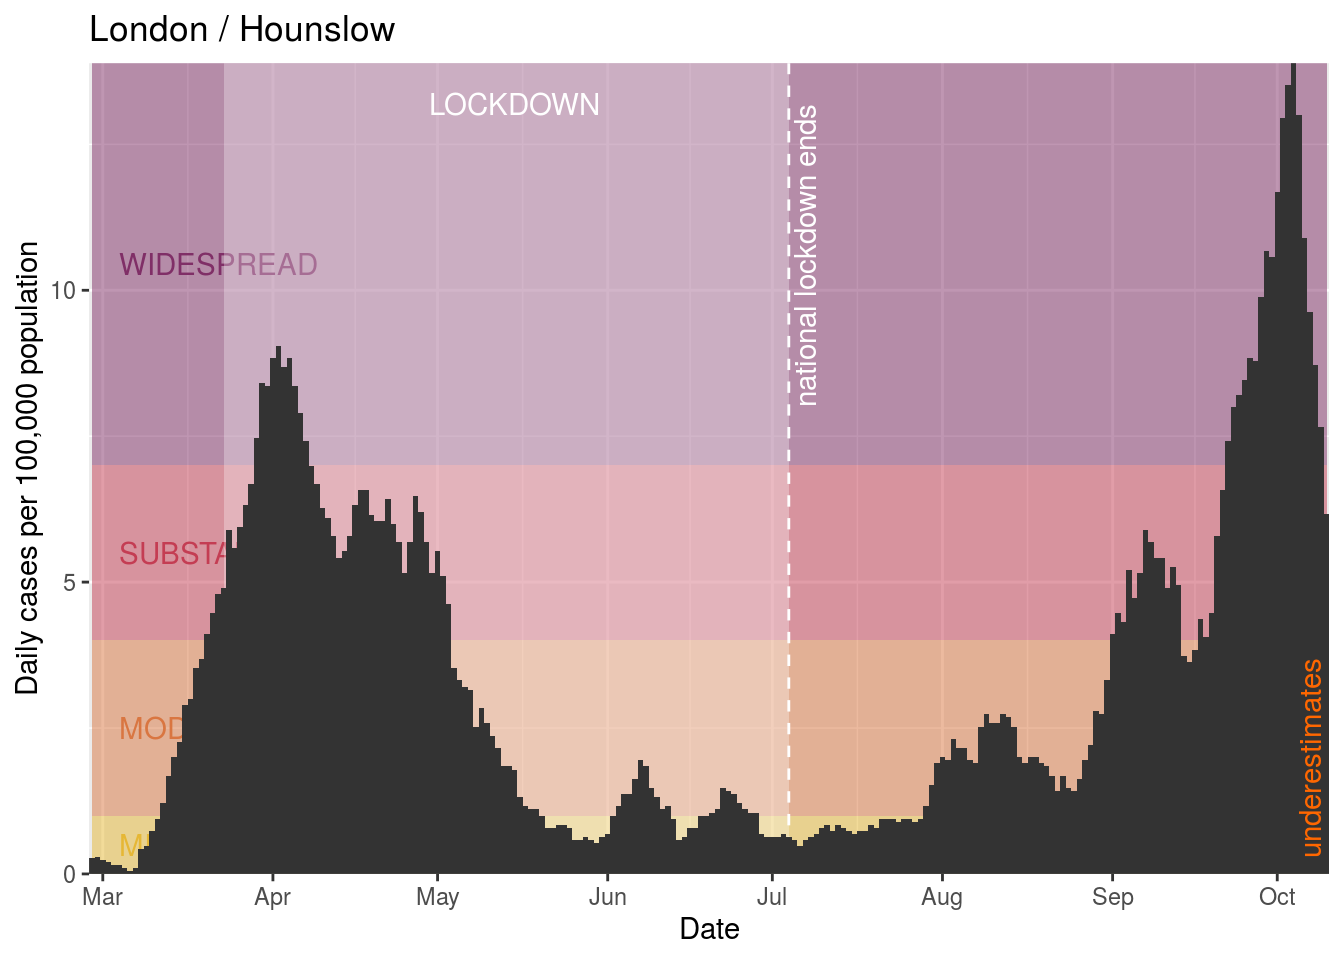 London / Hounslow
LOCKDOWN
national lockdown ends
WIDESPREAD
SUBSTA
MOD
M
underestimates
Daily cases per 100,000 population
10
5
0
Mar Apr May Jun Jul Aug Sep Oct
Date